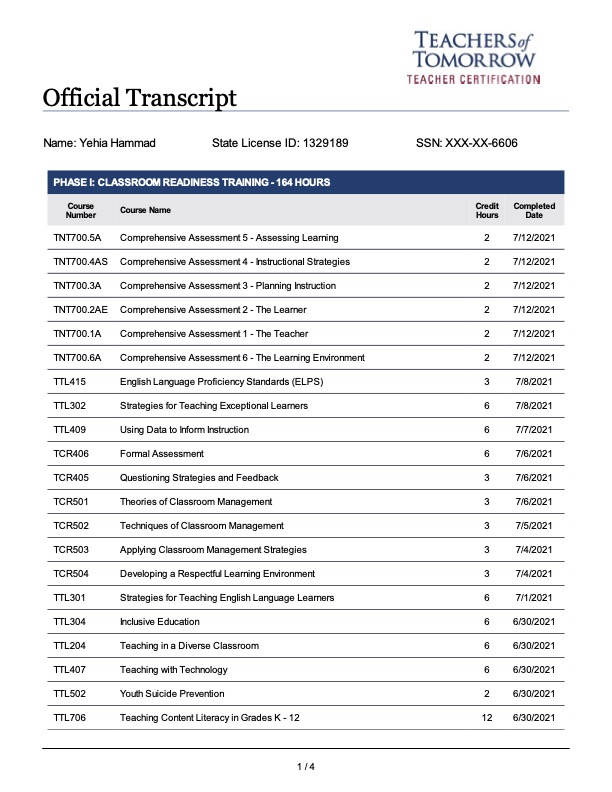 TEACHERS of
TOMORROW
TEACHER CERTIFICATION
Official Transcript
Name: Yehia Hammad State License ID: 1329189 SSN: XXX-XX-6606
PHASE I: CLASSROOM READINESS TRAINING - 164 HOURS
Course Number Course Name Credit Hours Completed Date
TNT700.5A Comprehensive Assessment 5 - Assessing Learning 2 7/12/2021
TNT700.4AS Comprehensive Assessment 4 - Instructional Strategies 2 7/12/2021
TNT700.3A Comprehensive Assessment 3 - Planning Instruction 2 7/12/2021
TNT700.2AE Comprehensive Assessment 2 - The Learner 2 7/12/2021
TNT700.1A Comprehensive Assessment 1 - The Teacher 2 7/12/2021
TNT700.6A Comprehensive Assessment 6 - The Learning Environment 2 7/12/2021
TTL415 English Language Proficiency Standards (ELPS) 3 7/8/2021
TTL302 Strategies for Teaching Exceptional Learners 6 7/8/2021
TTL409 Using Data to Inform Instruction 6 7/7/2021
TCR406 Formal Assessment 6 7/6/2021
TCR405 Questioning Strategies and Feedback 3 7/6/2021
TCR501 Theories of Classroom Management 3 7/6/2021
TCR502 Techniques of Classroom Management 3 7/5/2021
TCR503 Applying Classroom Management Strategies 3 7/4/2021
TCR504 Developing a Respectful Learning Environment 3 7/4/2021
TTL301 Strategies for Teaching English Language Learners 6 7/1/2021
TTL304 Inclusive Education 6 6/30/2021
TTL204 Teaching in a Diverse Classroom 6 6/30/2021
TTL407 Teaching with Technology 6 6/30/2021
TTL502 Youth Suicide Prevention 2 6/30/2021
TTL706 Teaching Content Literacy in Grades K - 12 12 6/30/2021
1 / 4